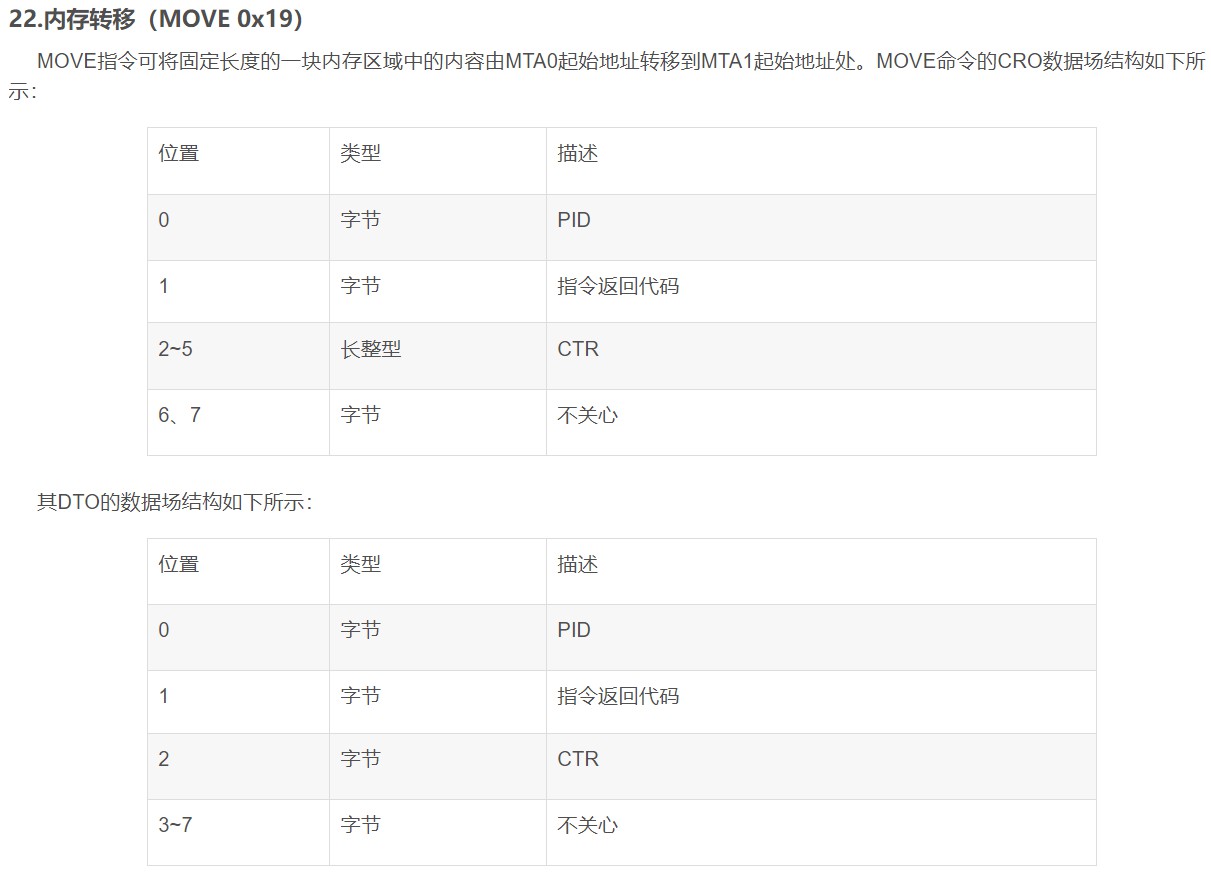 22.内存转移（MOVE 0x19）
MOVE指令可将固定长度的一块内存区域中的内容由MTA0起始地址转移到MTA1起始地址处。MOVE命令的CRO数据场结构如下所
示：
位置 类型 描述
0 字节 PID
1 字节 指令返回代码
2~5 长整型 CTR
6、7 字节 不关心
其DTO的数据场结构如下所示：
位置 类型 描述
0 字节 PID
1 字节 指令返回代码
2 字节 CTR
3~7 字节 不关心